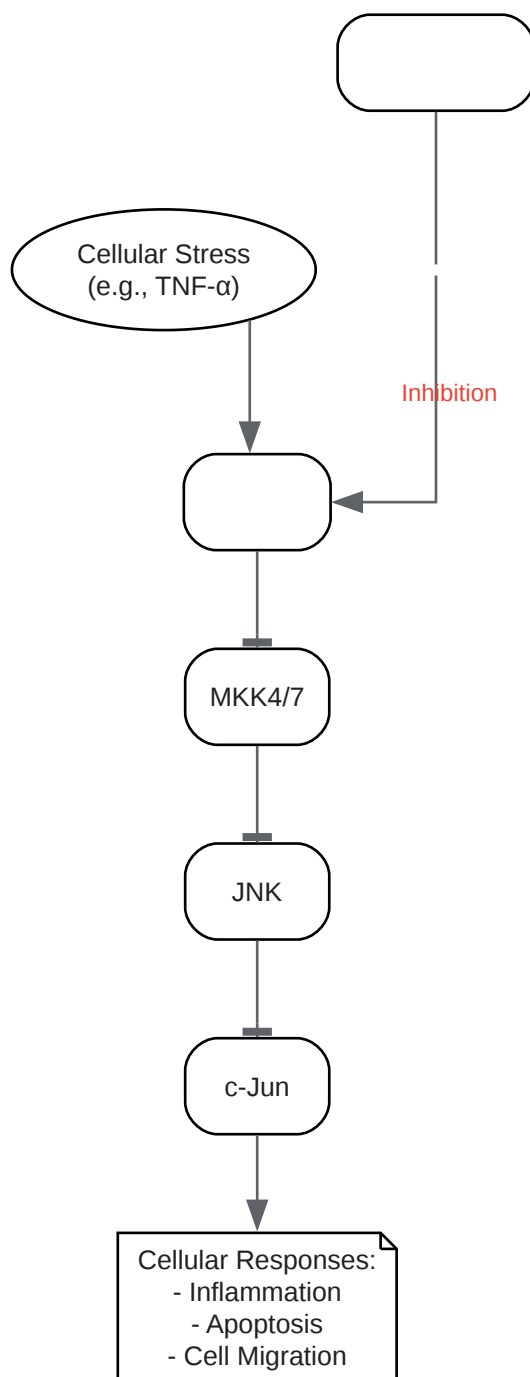 Cellular Stress
(e.g., TNF-α)
Inhibition
MKK4/7
JNK
c-Jun
Cellular Responses:
- Inflammation
- Apoptosis
- Cell Migration